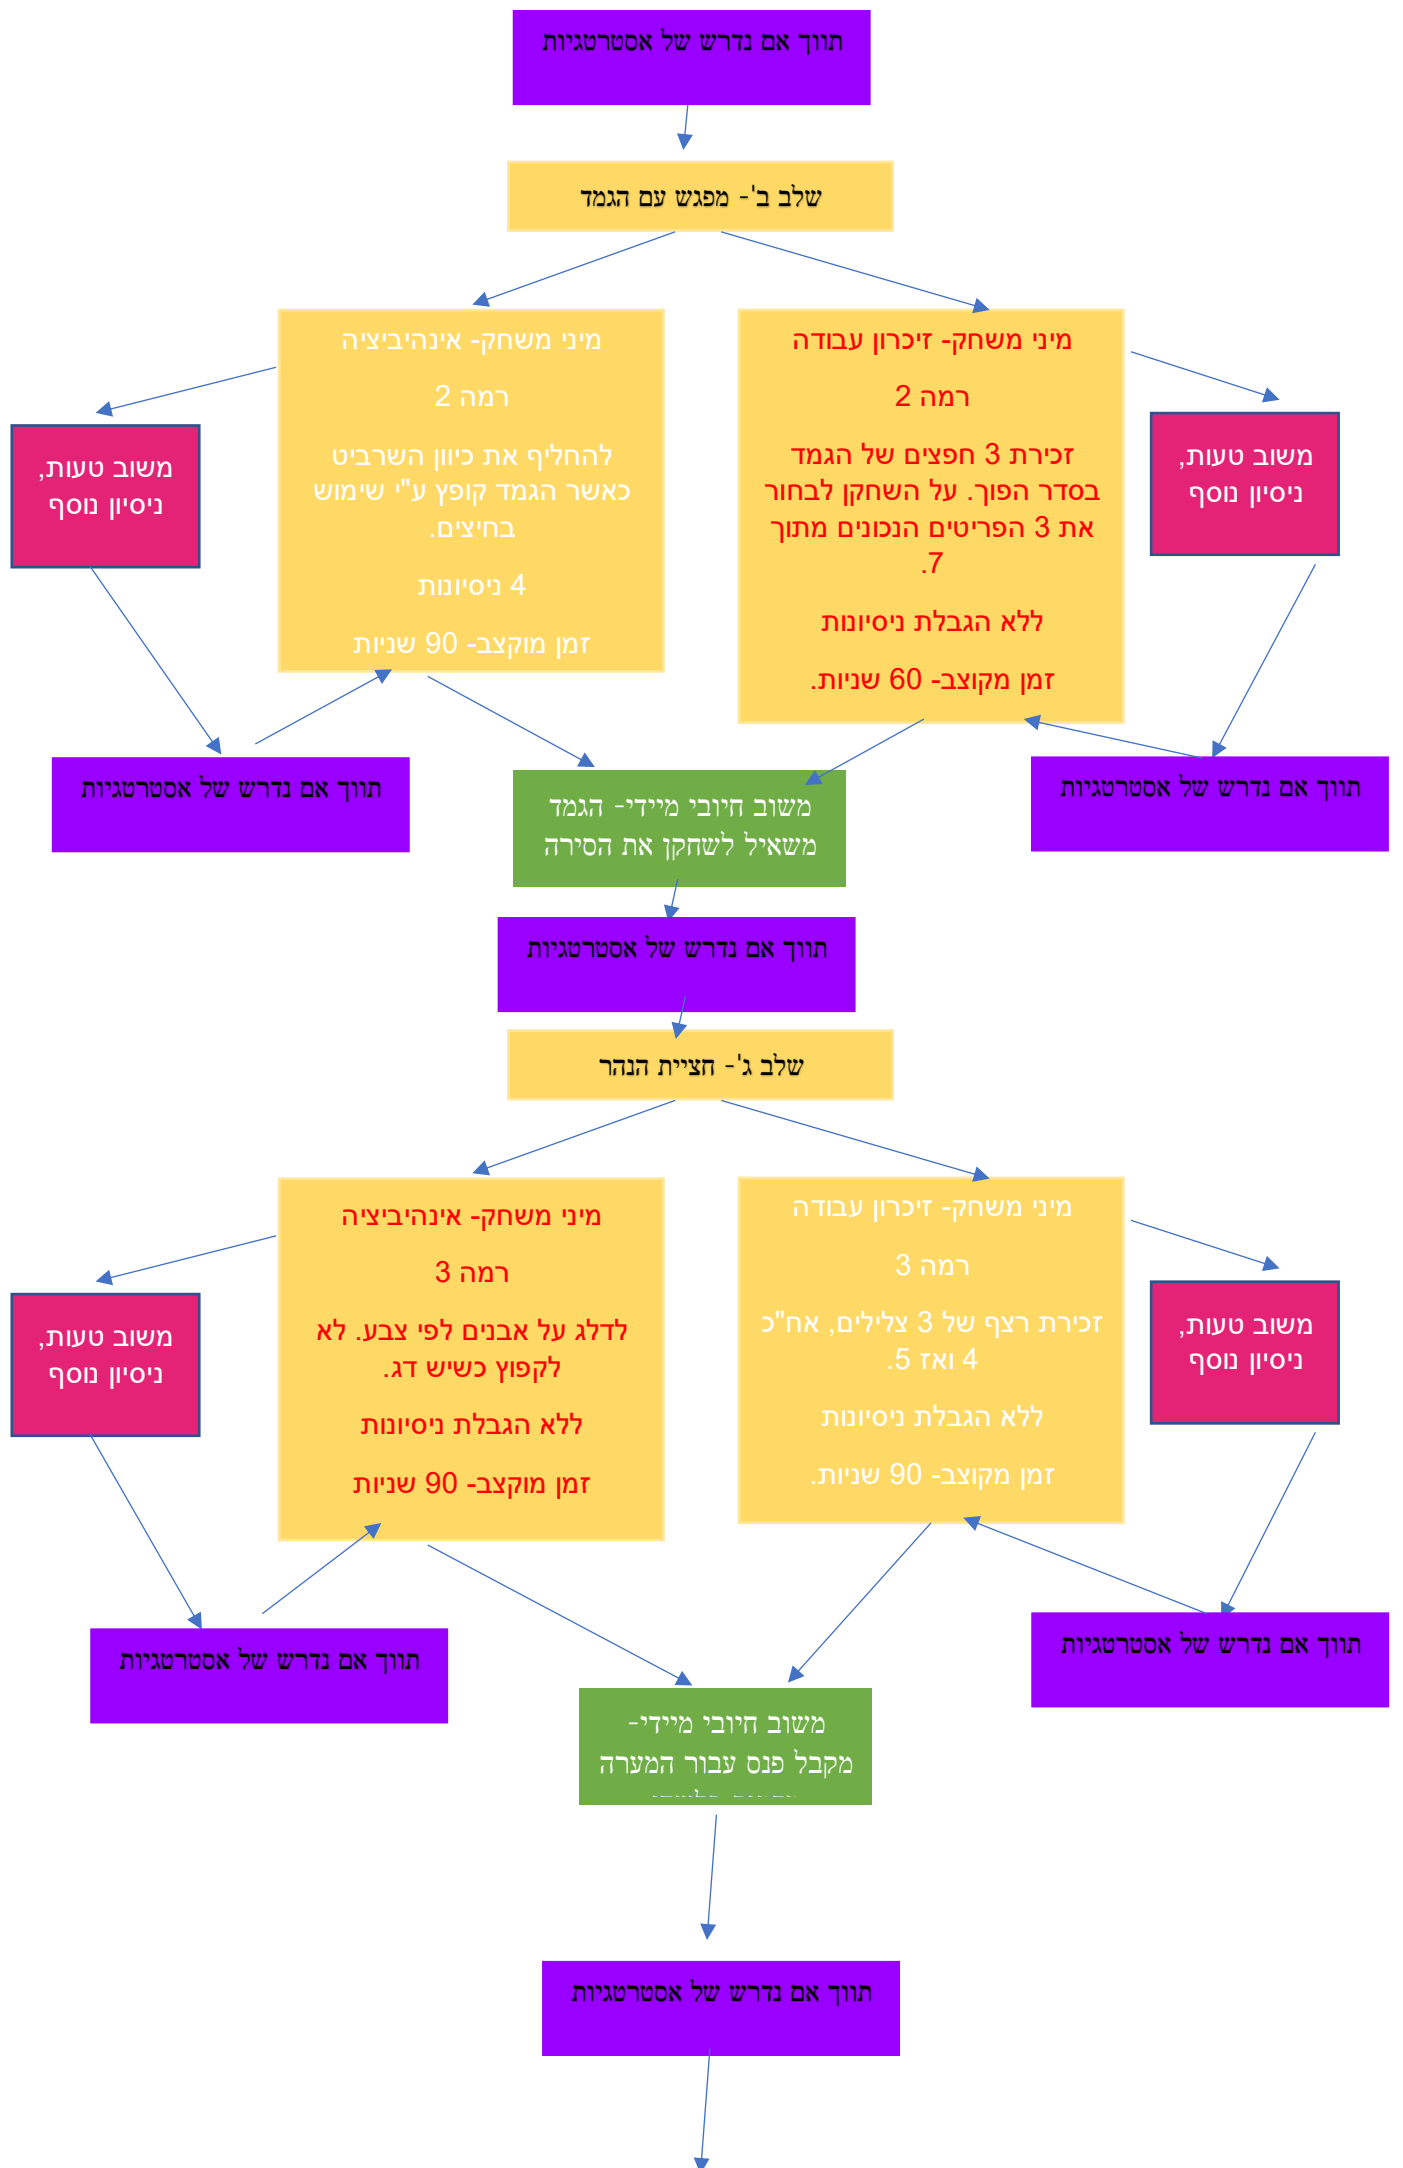 תווך אם נדרש של אסטרטגיות
שלב ב'- מפגש עם הגמד
מיני משחק- זיכרון עבודה
רמה 2
זכירת 3 חפצים של הגמד
בסדר הפוך. על השחקן לבחור
את 3 הפריטים הנכונים מתוך
7.
ללא הגבלת ניסיונות
זמן מקוצב- 60 שניות.
מיני משחק- אינהיביציה
רמה 2
להחליף את כיוון השרביט
כאשר הגמד קופץ ע"י שימוש
בחיצים.
4 ניסיונות
זמן מוקצב- 90 שניות
משוב טעות,
ניסיון נוסף
משוב טעות,
ניסיון נוסף
תווך אם נדרש של אסטרטגיות
תווך אם נדרש של אסטרטגיות
משוב חיובי מיידי- הגמד
משאיל לשחקן את הסירה
תווך אם נדרש של אסטרטגיות
שלב ג'- חציית הנהר
מיני משחק- זיכרון עבודה
רמה 3
זכירת רצף של 3 צלילים, אח"כ
4 ואז 5.
ללא הגבלת ניסיונות
זמן מקוצב- 90 שניות.
מיני משחק- אינהיביציה
רמה 3
לדלג על אבנים לפי צבע. לא
לקפוץ כשיש דג.
ללא הגבלת ניסיונות
זמן מוקצב- 90 שניות
משוב טעות,
ניסיון נוסף
משוב טעות,
ניסיון נוסף
תווך אם נדרש של אסטרטגיות
תווך אם נדרש של אסטרטגיות
משוב חיובי מיידי-
מקבל פנס עבור המערה
תווך אם נדרש של אסטרטגיות